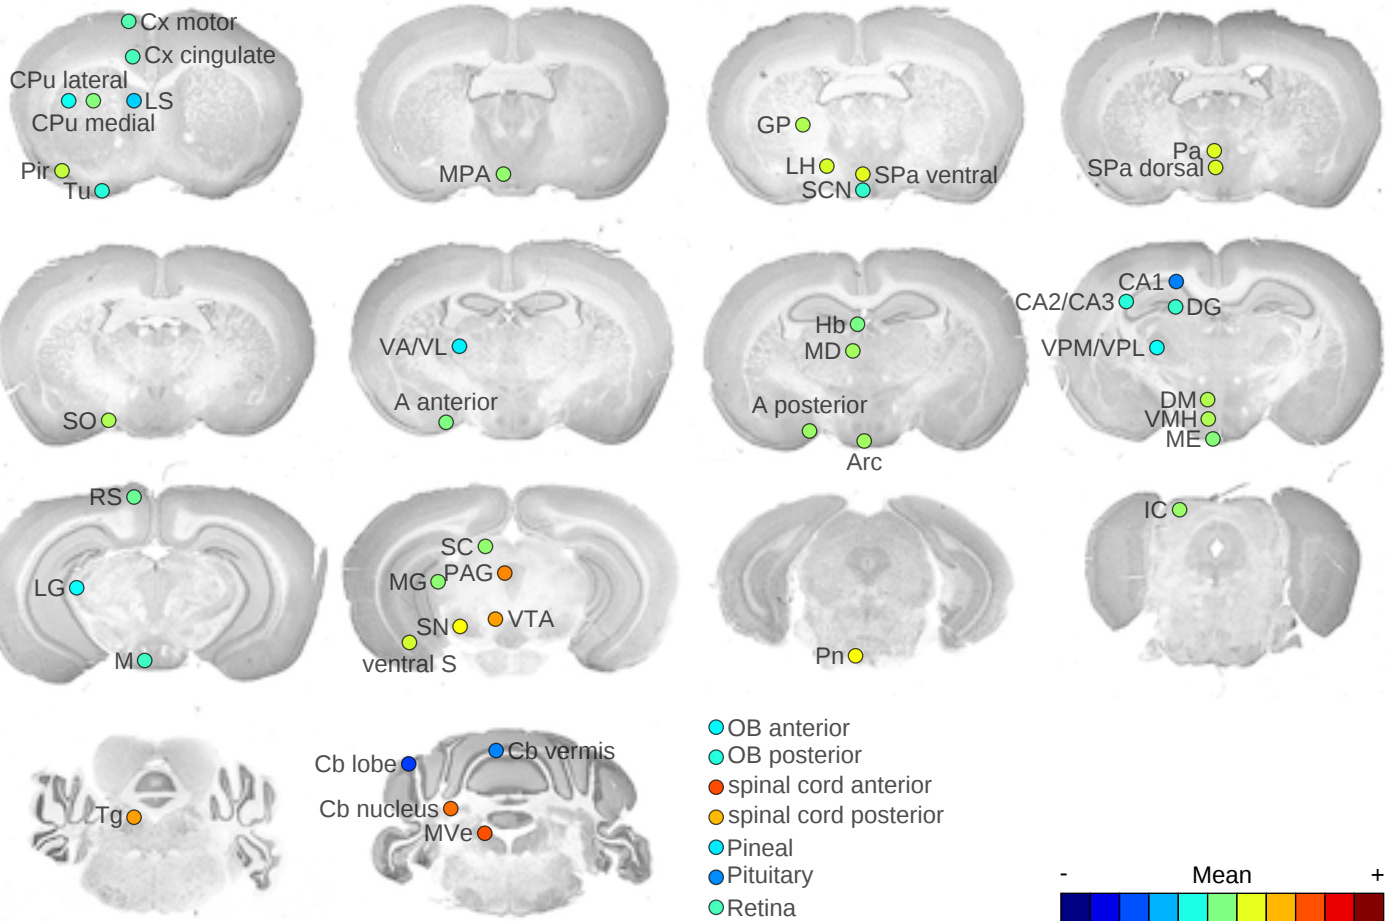 Cx motor
Cx cingulate
CPu lateral
LS
CPu medial
Pir
Tu
MPA
GP
LH
SPa ventral
SCN
Pa
SPa dorsal
SO
VA/VL
A anterior
Hb
MD
A posterior
Arc
CA1
CA2/CA3
DG
VPM/VPL
DM
VMH
ME
RS
LG
M
SC
MG
PAG
SN
VTA
ventral S
Pn
IC
Tg
Cb lobe
Cb vermis
Cb nucleus
MVe
OB anterior
OB posterior
spinal cord anterior
spinal cord posterior
Pineal
Pituitary
Retina
- Mean +